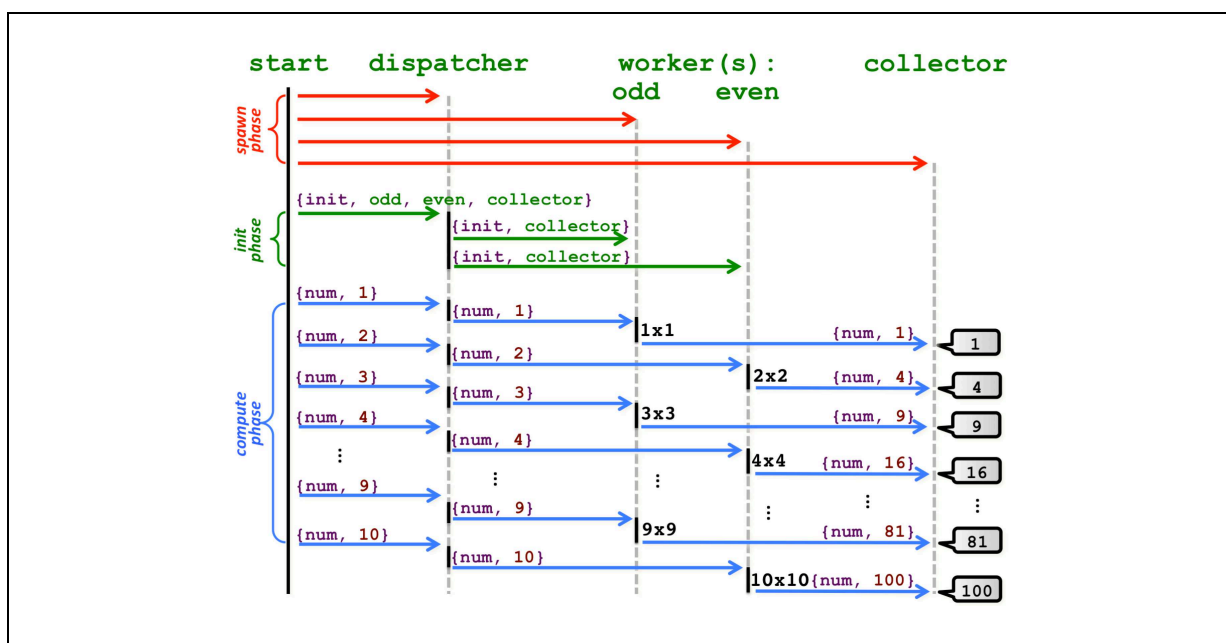 start dispatcher worker(s): collector
odd even
spawn phase
{init, odd, even, collector}
init phase
{init, collector}
{init, collector}
compute phase
{num, 1}
{num, 1}
1x1 {num, 1} 1
{num, 2}
{num, 2}
2x2 {num, 4} 4
{num, 3}
{num, 3}
3x3 {num, 9} 9
{num, 4}
{num, 4}
4x4 {num, 16} 16
⋮ ⋮ ⋮ ⋮ ⋮ ⋮
{num, 9}
{num, 9}
9x9 {num, 81} 81
{num, 10}
{num, 10}
10x10 {num, 100} 100